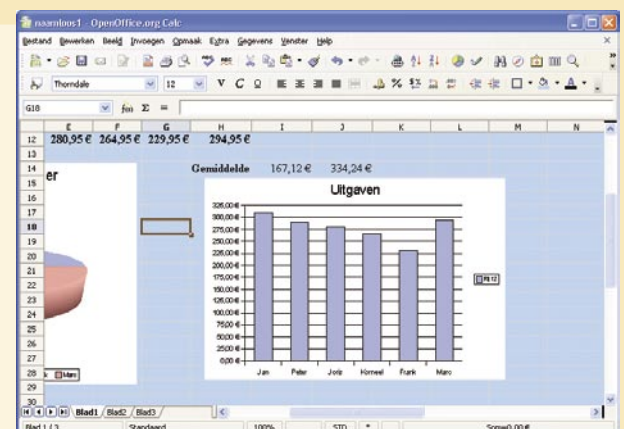 naamloos1 - OpenOffice.org Calc
Bestand Bewerken Beeld Invoegen Opmaak Extra Gegevens Venster Help
Thorndale 12 V C O
G18 f(x) Σ =
E F G H I J K L M N
12 280,95 € 264,95 € 229,95 € 294,95 €
13
14 Gemiddelde 167,12 € 334,24 €
15 er
Uitgaven
16
17
18
19
20
21
22
23
24
25
26
27
28
29
30
325,00 €
300,00 €
275,00 €
250,00 €
225,00 €
200,00 €
175,00 €
150,00 €
125,00 €
100,00 €
75,00 €
50,00 €
25,00 €
0,00 €
Jan Peter Joris Korneel Frank Marc
Marc
Blad1 Blad2 Blad3
Blad 1 / 3 Standaard 100% STD * Som=0,00 €